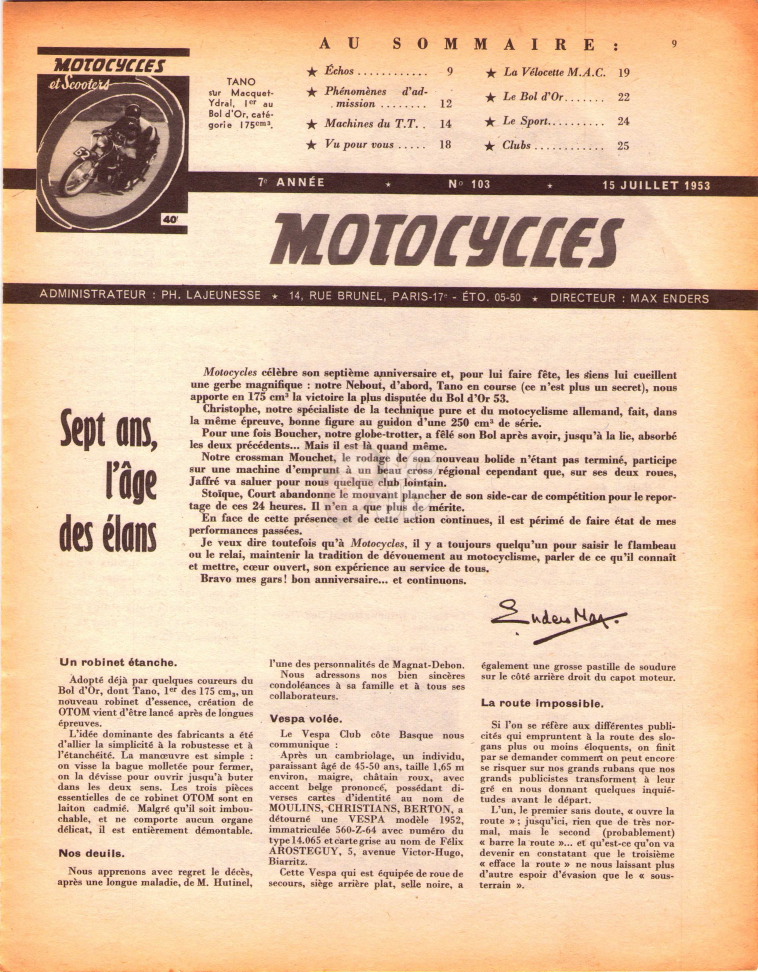 AU SOMMAIRE :
9
MOTOCYCLES
et Scooters
40f
TANO
sur Macquet-
Ydral, 1er au
Bol d'Or, caté-
gorie 175cm3.
★ Échos ............ 9
★ Phénomènes d'ad-
mission ........ 12
★ Machines du T.T. . 14
★ Vu pour vous ..... 18
★ La Vélocette M.A.C. 19
★ Le Bol d'Or....... 22
★ Le Sport.......... 24
★ Clubs ............ 25
7e ANNÉE ★ No 103 ★ 15 JUILLET 1953
MOTOCYCLES
ADMINISTRATEUR : PH. LAJEUNESSE ★ 14, RUE BRUNEL, PARIS-17e - ÉTO. 05-50 ★ DIRECTEUR : MAX ENDERS
Sept ans,
l'âge
des élans
Motocycles célèbre son septième anniversaire et, pour lui faire fête, les siens lui cueillent
une gerbe magnifique : notre Nebout, d'abord, Tano en course (ce n'est plus un secret), nous
apporte en 175 cm3 la victoire la plus disputée du Bol d'Or 53.
Christophe, notre spécialiste de la technique pure et du motocyclisme allemand, fait, dans
la même épreuve, bonne figure au guidon d'une 250 cm3 de série.
Pour une fois Boucher, notre globe-trotter, a fêlé son Bol après avoir, jusqu'à la lie, absorbé
les deux précédents... Mais il est là quand même.
Notre crossman Mouchet, le rodage de son nouveau bolide n'étant pas terminé, participe
sur une machine d'emprunt à un beau cross régional cependant que, sur ses deux roues,
Jaffré va saluer pour nous quelque club lointain.
Stoïque, Court abandonne le mouvant plancher de son side-car de compétition pour le repor-
tage de ces 24 heures. Il n'en a que plus de mérite.
En face de cette présence et de cette action continues, il est périmé de faire état de mes
performances passées.
Je veux dire toutefois qu'à Motocycles, il y a toujours quelqu'un pour saisir le flambeau
ou le relai, maintenir la tradition de dévouement au motocyclisme, parler de ce qu'il connaît
et mettre, cœur ouvert, son expérience au service de tous.
Bravo mes gars ! bon anniversaire... et continuons.
Enders Max.
Un robinet étanche.
Adopté déjà par quelques coureurs du
Bol d'Or, dont Tano, 1er des 175 cm3, un
nouveau robinet d'essence, création de
OTOM vient d'être lancé après de longues
épreuves.
L'idée dominante des fabricants a été
d'allier la simplicité à la robustesse et à
l'étanchéité. La manœuvre est simple :
on visse la bague molletée pour fermer,
on la dévisse pour ouvrir jusqu'à buter
dans les deux sens. Les trois pièces
essentielles de ce robinet OTOM sont en
laiton cadmié. Malgré qu'il soit imbou-
chable, et ne comporte aucun organe
délicat, il est entièrement démontable.
Nos deuils.
Nous apprenons avec regret le décès,
après une longue maladie, de M. Hutinel,
l'une des personnalités de Magnat-Debon.
Nous adressons nos bien sincères
condoléances à sa famille et à tous ses
collaborateurs.
Vespa volée.
Le Vespa Club côte Basque nous
communique :
Après un cambriolage, un individu,
paraissant âgé de 45-50 ans, taille 1,65 m
environ, maigre, châtain roux, avec
accent belge prononcé, possédant di-
verses cartes d'identité au nom de
MOULINS, CHRISTIANS, BERTON, a
détourné une VESPA modèle 1952,
immatriculée 560-Z-64 avec numéro du
type 14.065 et carte grise au nom de Félix
AROSTEGUY, 5, avenue Victor-Hugo,
Biarritz.
Cette Vespa qui est équipée de roue de
secours, siège arrière plat, selle noire, a
également une grosse pastille de soudure
sur le côté arrière droit du capot moteur.
La route impossible.
Si l'on se réfère aux différentes publi-
cités qui empruntent à la route des slo-
gans plus ou moins éloquents, on finit
par se demander comment on peut encore
se risquer sur nos grands rubans que nos
grands publicistes transforment à leur
gré en nous donnant quelques inquié-
tudes avant le départ.
L'un, le premier sans doute, « ouvre la
route » ; jusqu'ici, rien que de très nor-
mal, mais le second (probablement)
« barre la route »... et qu'est-ce qu'on va
devenir en constatant que le troisième
« efface la route » ne nous laissant plus
d'autre espoir d'évasion que le « sous-
terrain ».